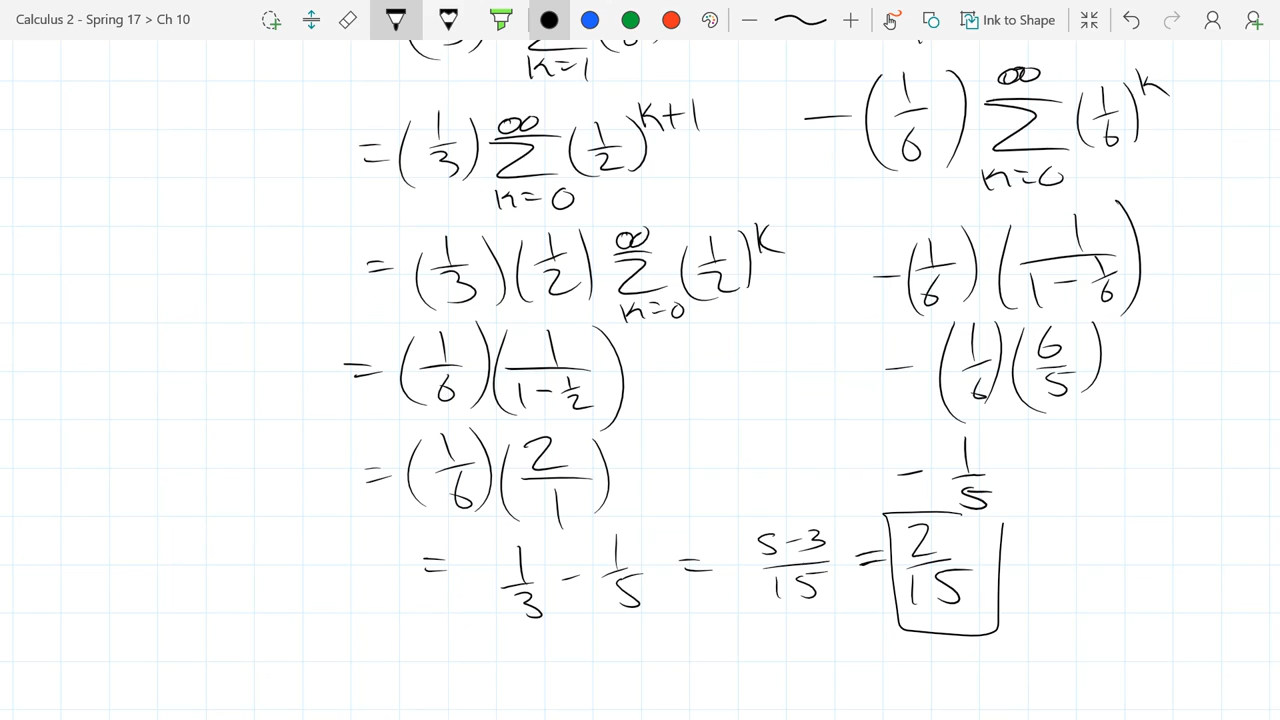 Calculus 2 - Spring 17 > Ch 10
Ink to Shape
K=1
= (1/3) ∑ K=0 ∞ (1/2)^K+1 − (1/6) ∑ K=0 ∞ (1/6)^K
= (1/3)(1/2) ∑ K=0 ∞ (1/2)^K − (1/6)(1/(1 − 1/6))
= (1/6)(1/(1 − 1/2)) − (1/6)(6/5)
= (1/6)(2/1) − 1/5
= 1/3 − 1/5 = (5−3)/15 = 2/15